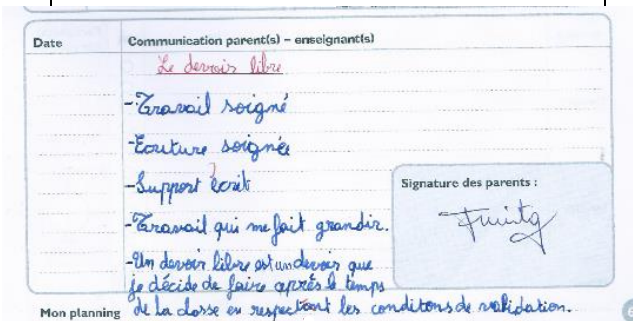 Date
Communication parent(s) – enseignant(s)
Le devois libre
-Travail soigné
-Ecriture soignée
-Support écrit
Signature des parents :
-Travail qui me fait grandir.
-Un devoir libre est un devoir que
je décide de faire après le temps
Mon planning
de la classe en respectant les conditons de validation.
6